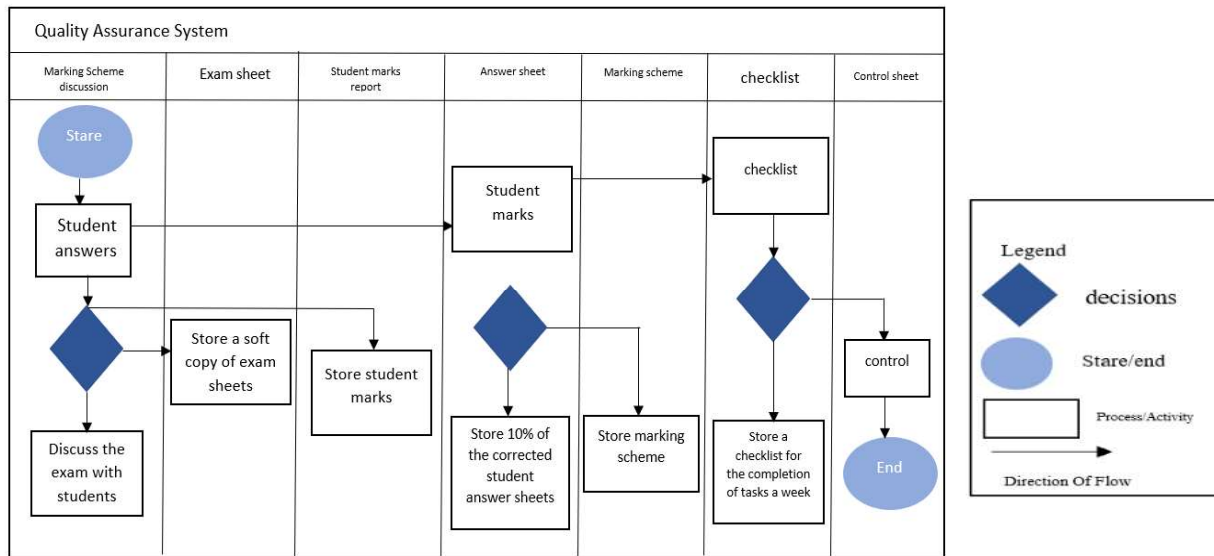 Quality Assurance System
Marking Scheme
discussion
Exam sheet
Student marks
report
Answer sheet
Marking scheme
checklist
Control sheet
Stare
Student
answers
Student
marks
checklist
Store a soft
copy of exam
sheets
Store student
marks
control
Discuss the
exam with
students
Store 10% of
the corrected
student
answer sheets
Store marking
scheme
Store a
checklist for
the completion
of tasks a week
End
Legend
decisions
Stare/end
Process/Activity
Direction Of Flow